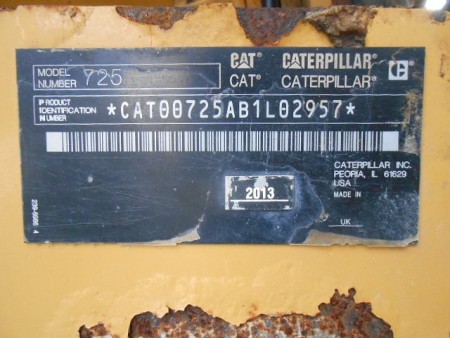 CAT® CATERPILLAR®
MODEL NUMBER 725
CAT® CATERPILLAR®
PRODUCT IDENTIFICATION NUMBER *CAT00725AB1L02957*
CATERPILLAR INC.
PEORIA, IL 61629
USA
MADE IN
2013
UK